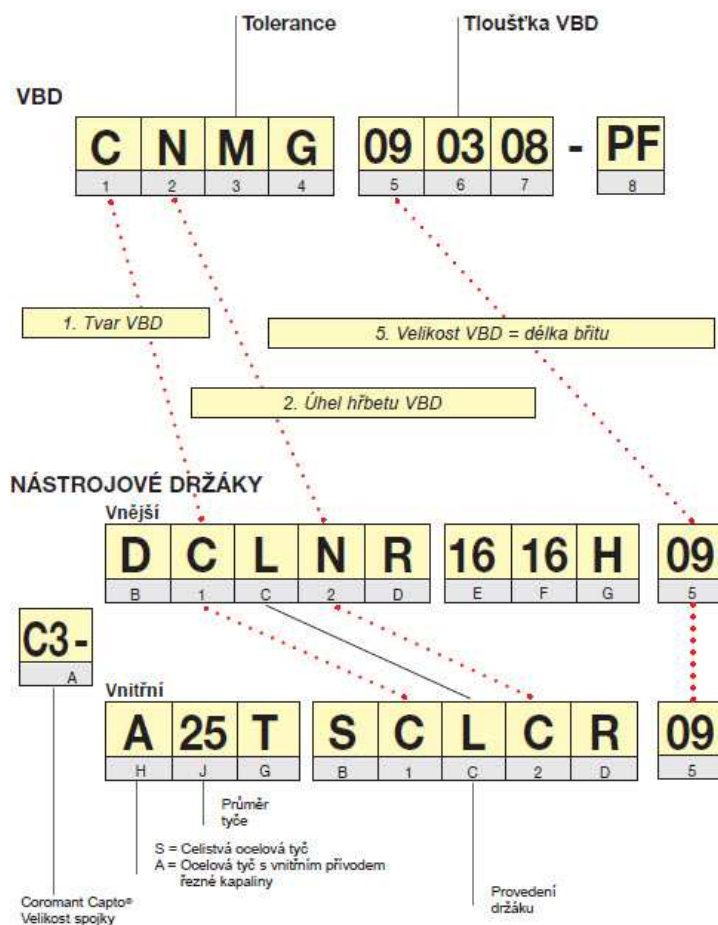 Tolerance Tloušťka VBD
VBD
C N M G 09 03 08 - PF
1 2 3 4 5 6 7 8
1. Tvar VBD
5. Velikost VBD = délka břitu
2. Úhel hřbetu VBD
NÁSTROJOVÉ DRŽÁKY
Vnější
D C L N R 16 16 H 09
B 1 C 2 D E F G 5
C3-
A
Vnitřní
A 25 T S C L C R 09
H J G B 1 C 2 D 5
Průměr
tyče
S = Celistvá ocelová tyč
A = Ocelová tyč s vnitřním přívodem
řezné kapaliny
Provedení
držáku
Coromant Capto®
Velikost spojky